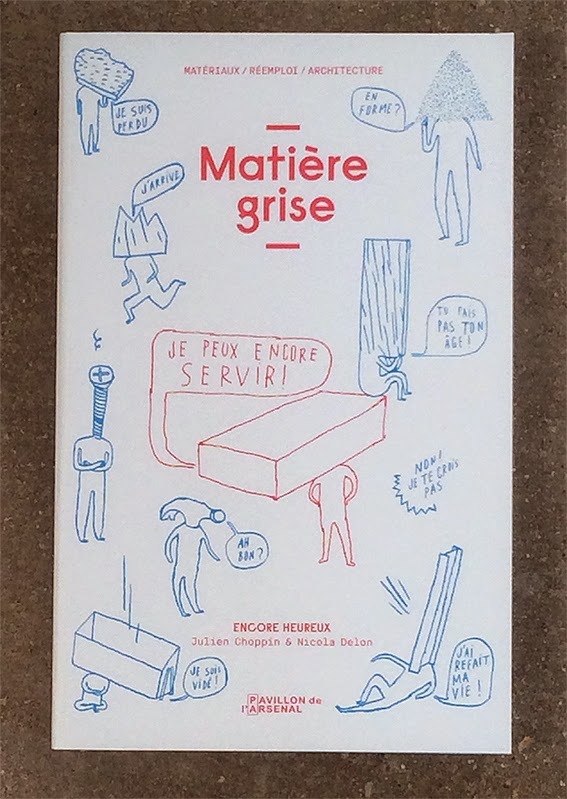 MATÉRIAUX / RÉEMPLOI / ARCHITECTURE
JE SUIS
PERDU
EN
FORME ?
Matière
grise
J'ARRIVE
TU FAIS
PAS TON
ÂGE !
JE PEUX ENCORE
SERVIR !
NON !
JE TE CROIS
PAS
AH
BON ?
ENCORE HEUREUX
Julien Choppin & Nicola Delon
JE SUIS
VIDÉ !
J'AI
REFAIT
MA
VIE !
PAVILLON de
l'ARSENAL